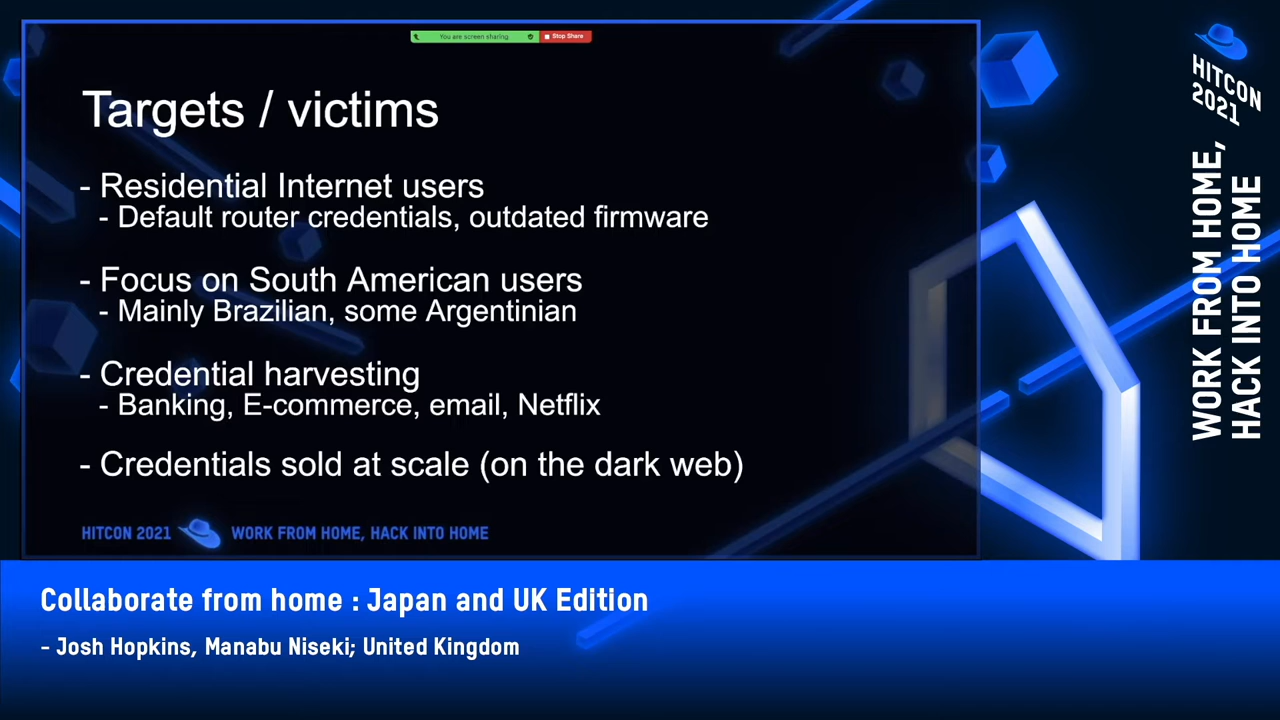 You are screen sharing
Stop Share
Targets / victims
- Residential Internet users
- Default router credentials, outdated firmware
- Focus on South American users
- Mainly Brazilian, some Argentinian
- Credential harvesting
- Banking, E-commerce, email, Netflix
- Credentials sold at scale (on the dark web)
HITCON 2021
WORK FROM HOME, HACK INTO HOME
HITCON
2021
WORK FROM HOME,
HACK INTO HOME
Collaborate from home : Japan and UK Edition
- Josh Hopkins, Manabu Niseki; United Kingdom